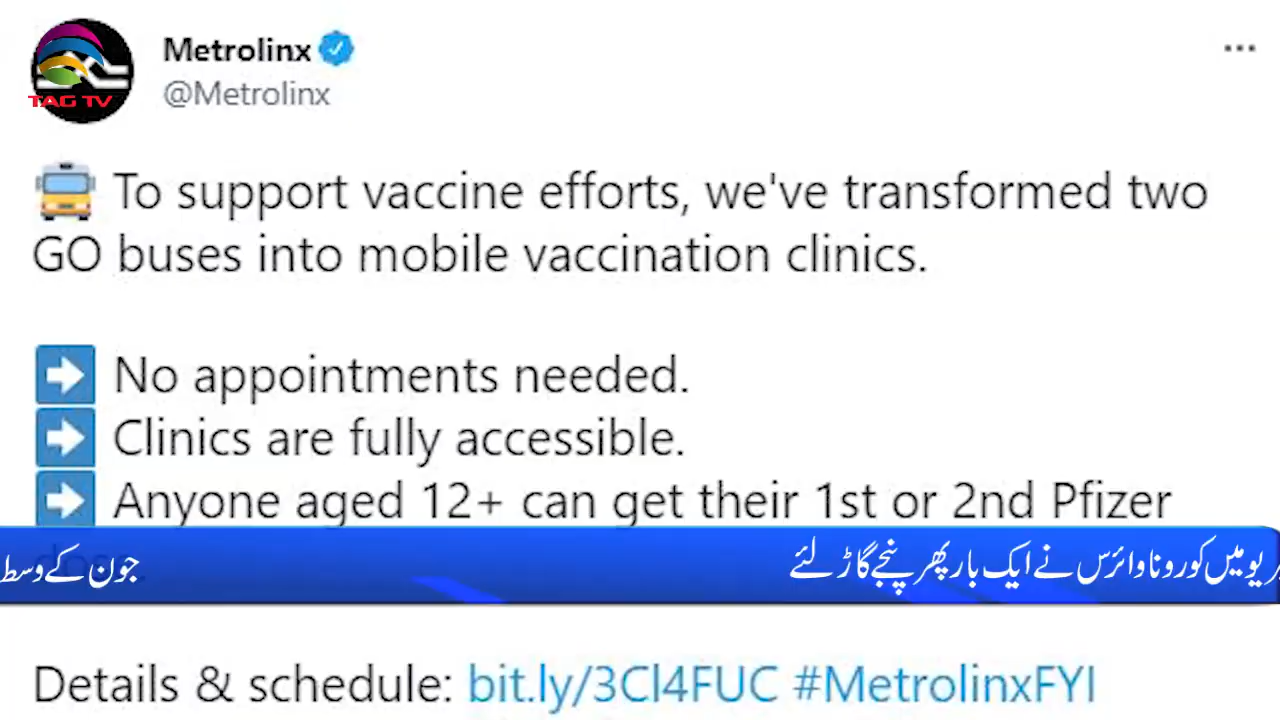 TAG TV
Metrolinx
@Metrolinx
To support vaccine efforts, we've transformed two
GO buses into mobile vaccination clinics.
No appointments needed.
Clinics are fully accessible.
Anyone aged 12+ can get their 1st or 2nd Pfizer
میں کورونا وائرس نے ایک بار پھر پنجے گاڑ لئے
جون کے وسط
Details & schedule: bit.ly/3Cl4FUC #MetrolinxFYI